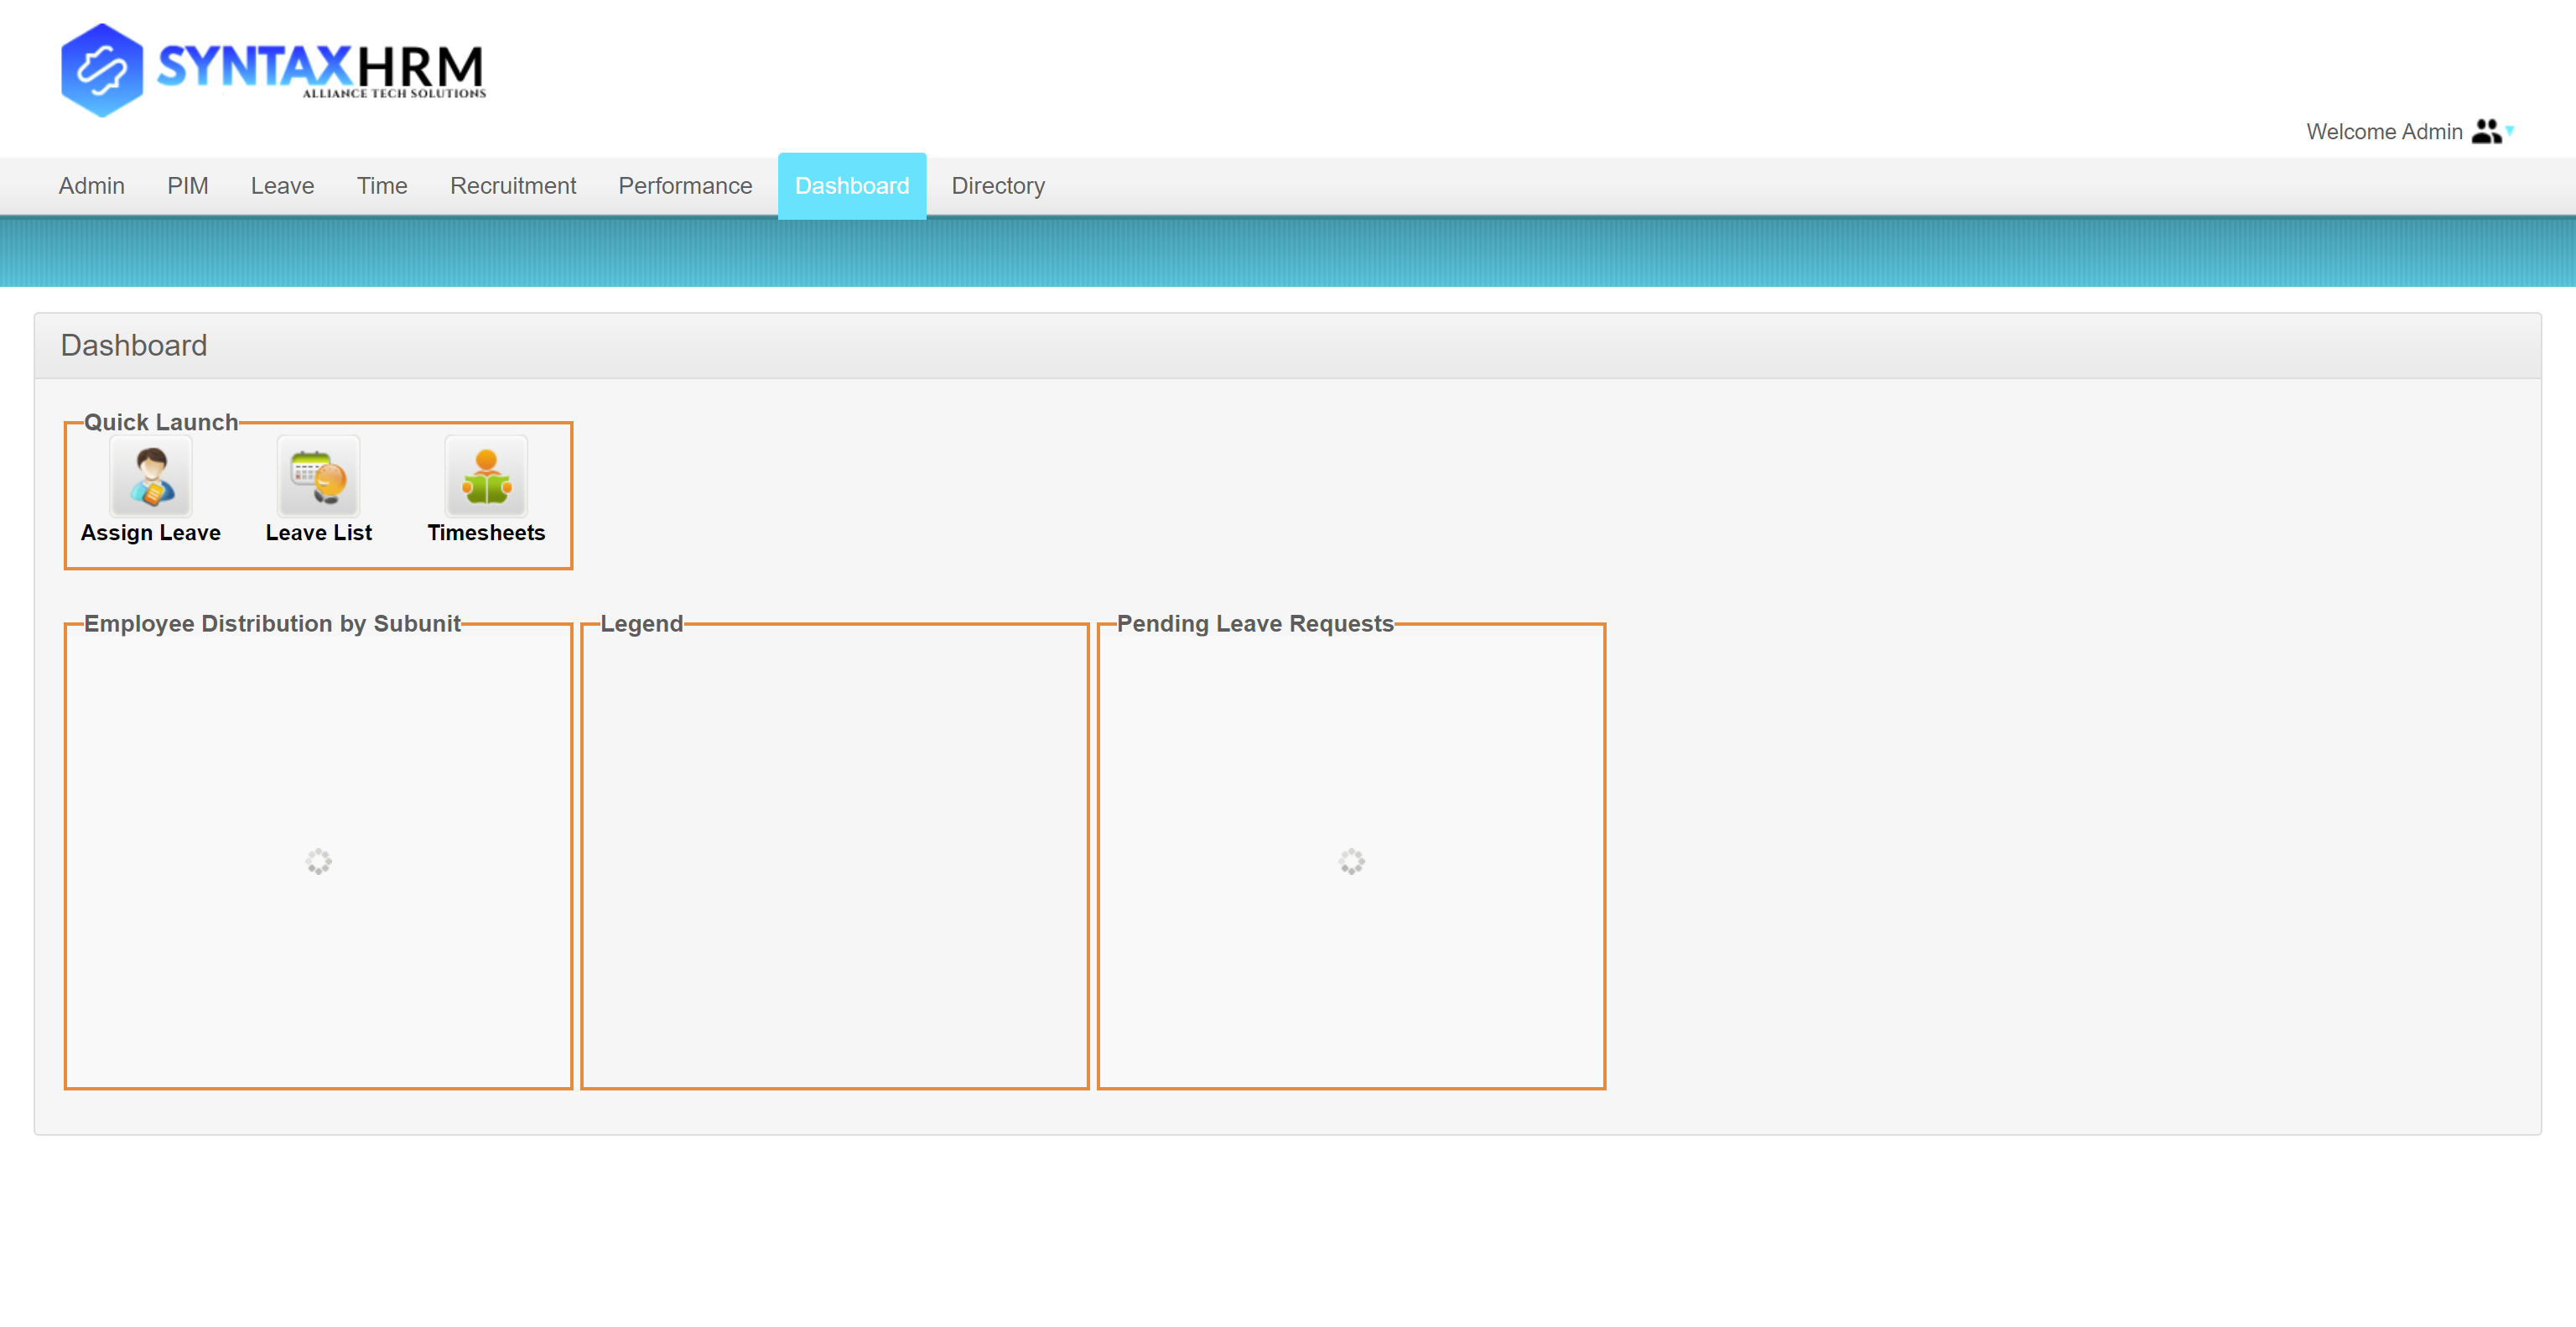 SYNTAXHRM
ALLIANCE TECH SOLUTIONS
Welcome Admin
Admin PIM Leave Time Recruitment Performance Dashboard Directory
Dashboard
Quick Launch
Assign Leave Leave List Timesheets
Employee Distribution by Subunit Legend Pending Leave Requests